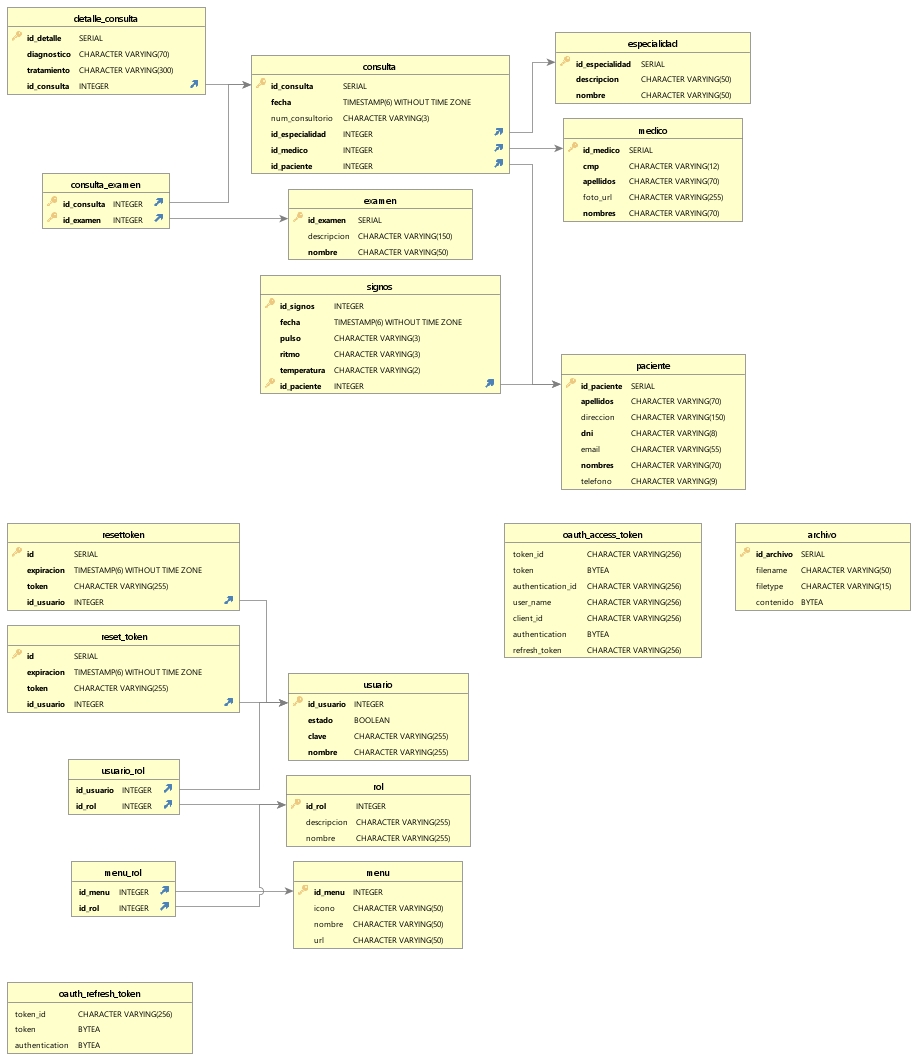 detalle_consulta
id_detalle SERIAL
diagnostico CHARACTER VARYING(70)
tratamiento CHARACTER VARYING(300)
id_consulta INTEGER
consulta
id_consulta SERIAL
fecha TIMESTAMP(6) WITHOUT TIME ZONE
num_consultorio CHARACTER VARYING(3)
id_especialidad INTEGER
id_medico INTEGER
id_paciente INTEGER
especialidad
id_especialidad SERIAL
descripcion CHARACTER VARYING(50)
nombre CHARACTER VARYING(50)
medico
id_medico SERIAL
cmp CHARACTER VARYING(12)
apellidos CHARACTER VARYING(70)
foto_url CHARACTER VARYING(255)
nombres CHARACTER VARYING(70)
consulta_examen
id_consulta INTEGER
id_examen INTEGER
examen
id_examen SERIAL
descripcion CHARACTER VARYING(150)
nombre CHARACTER VARYING(50)
signos
id_signos INTEGER
fecha TIMESTAMP(6) WITHOUT TIME ZONE
pulso CHARACTER VARYING(3)
ritmo CHARACTER VARYING(3)
temperatura CHARACTER VARYING(2)
id_paciente INTEGER
paciente
id_paciente SERIAL
apellidos CHARACTER VARYING(70)
direccion CHARACTER VARYING(150)
dni CHARACTER VARYING(8)
email CHARACTER VARYING(55)
nombres CHARACTER VARYING(70)
telefono CHARACTER VARYING(9)
resettoken
id SERIAL
expiracion TIMESTAMP(6) WITHOUT TIME ZONE
token CHARACTER VARYING(255)
id_usuario INTEGER
oauth_access_token
token_id CHARACTER VARYING(256)
token BYTEA
authentication_id CHARACTER VARYING(256)
user_name CHARACTER VARYING(256)
client_id CHARACTER VARYING(256)
authentication BYTEA
refresh_token CHARACTER VARYING(256)
archivo
id_archivo SERIAL
filename CHARACTER VARYING(50)
filetype CHARACTER VARYING(15)
contenido BYTEA
reset_token
id SERIAL
expiracion TIMESTAMP(6) WITHOUT TIME ZONE
token CHARACTER VARYING(255)
id_usuario INTEGER
usuario
id_usuario INTEGER
estado BOOLEAN
clave CHARACTER VARYING(255)
nombre CHARACTER VARYING(255)
usuario_rol
id_usuario INTEGER
id_rol INTEGER
rol
id_rol INTEGER
descripcion CHARACTER VARYING(255)
nombre CHARACTER VARYING(255)
menu_rol
id_menu INTEGER
id_rol INTEGER
menu
id_menu INTEGER
icono CHARACTER VARYING(50)
nombre CHARACTER VARYING(50)
url CHARACTER VARYING(50)
oauth_refresh_token
token_id CHARACTER VARYING(256)
token BYTEA
authentication BYTEA